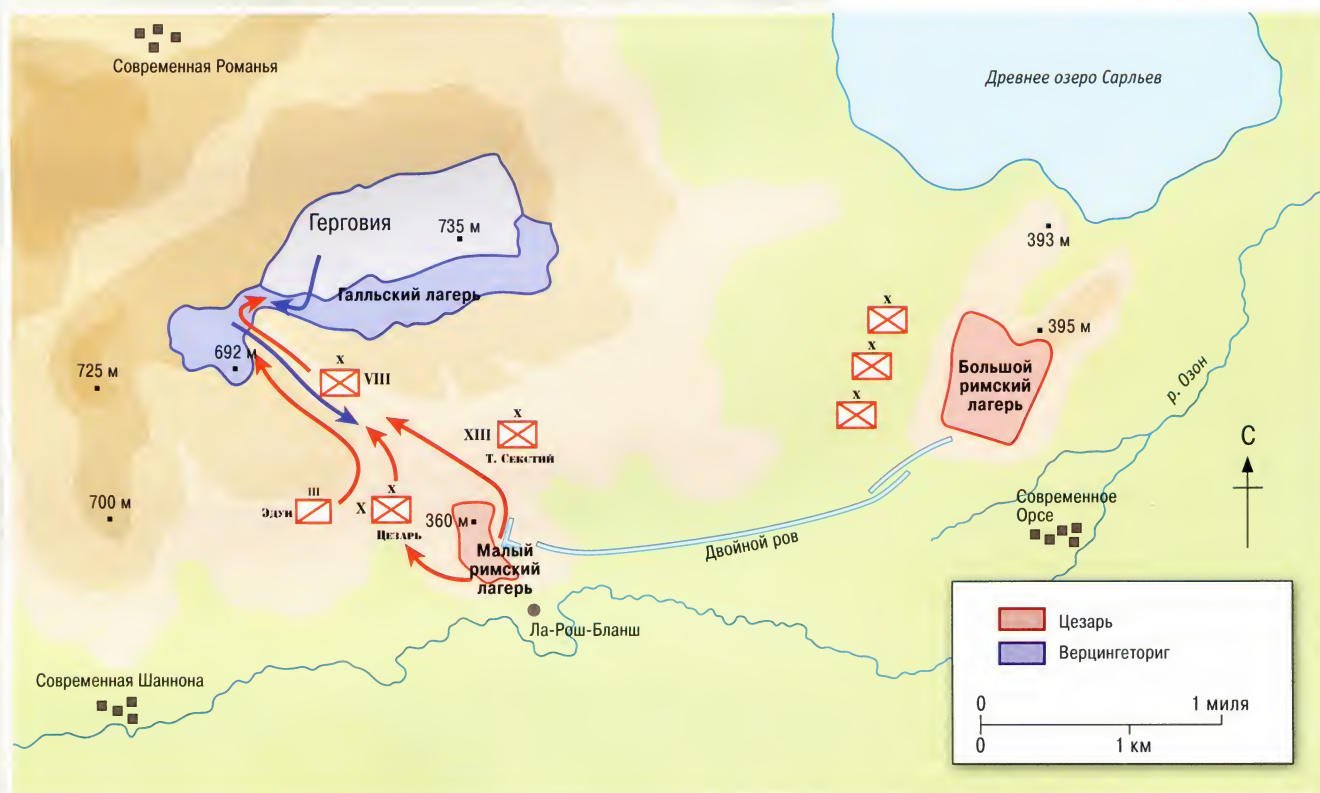 Современная Романья
Древнее озеро Сарльев
Герговия
735 м
393 м
Галльский лагерь
395 м
692 м
725 м
X
VIII
X
X
X
Большой
римский
лагерь
р. Озон
X
XIII
Т. Секстий
С
700 м
III
Эдуи
X
X
Цезарь
360 м
Современное
Орсе
Двойной ров
Малый
римский
лагерь
Ла-Рош-Бланш
Современная Шаннона
Цезарь
Верцингеториг
0
1 миля
0
1 км